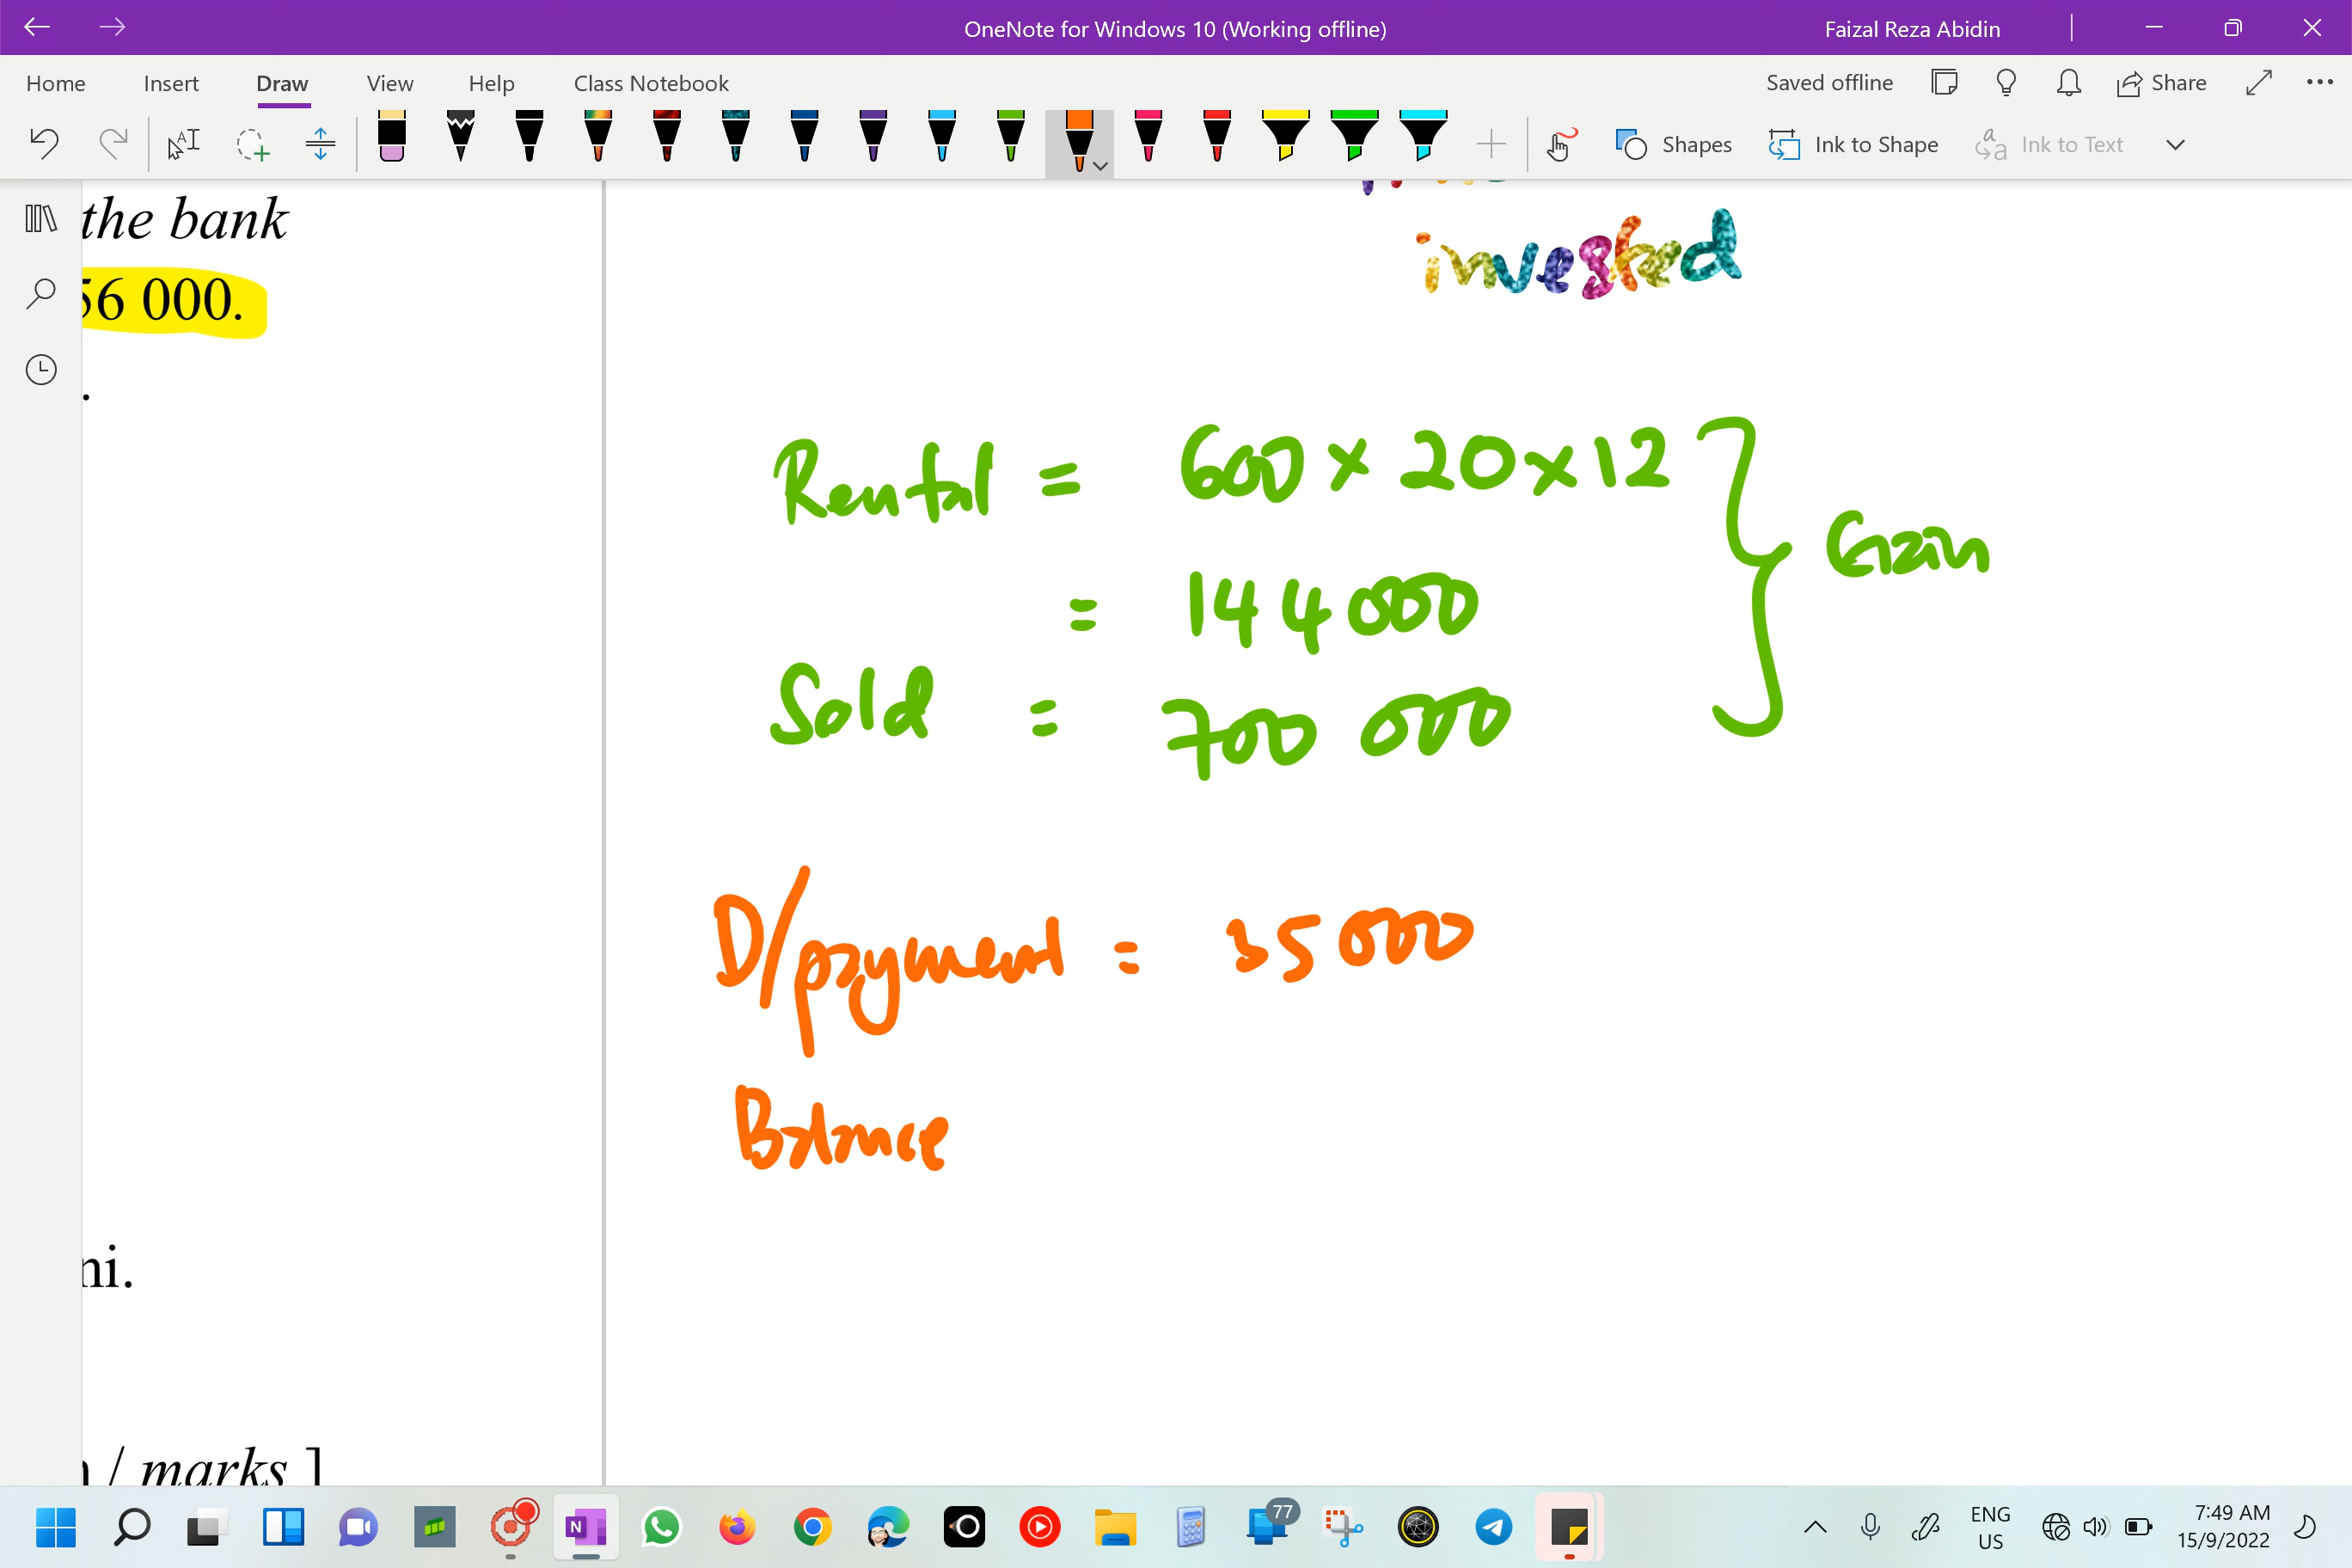 OneNote for Windows 10 (Working offline)
Faizal Reza Abidin
Home Insert Draw View Help Class Notebook
Saved offline Share
Shapes Ink to Shape Ink to Text
the bank
56 000.
.
invested
Rental = 600 × 20 × 12
= 144 000
Gain
Sold = 700 000
D/payment = 35 000
Balance
ni.
/ marks ]
77
ENG
US
7:49 AM
15/9/2022